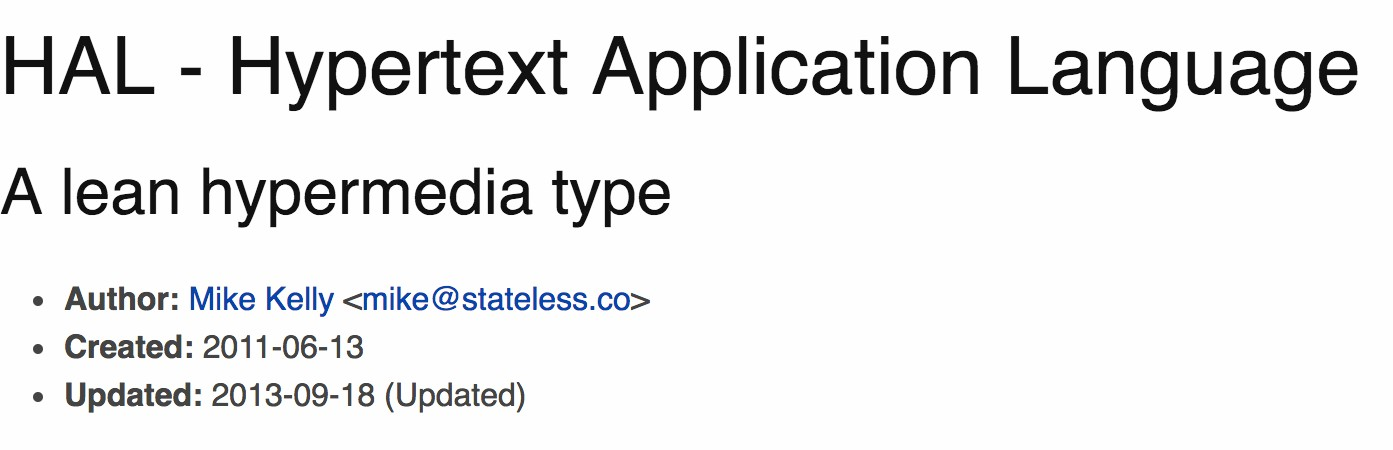 HAL - Hypertext Application Language
A lean hypermedia type
• Author: Mike Kelly <mike@stateless.co>
• Created: 2011-06-13
• Updated: 2013-09-18 (Updated)